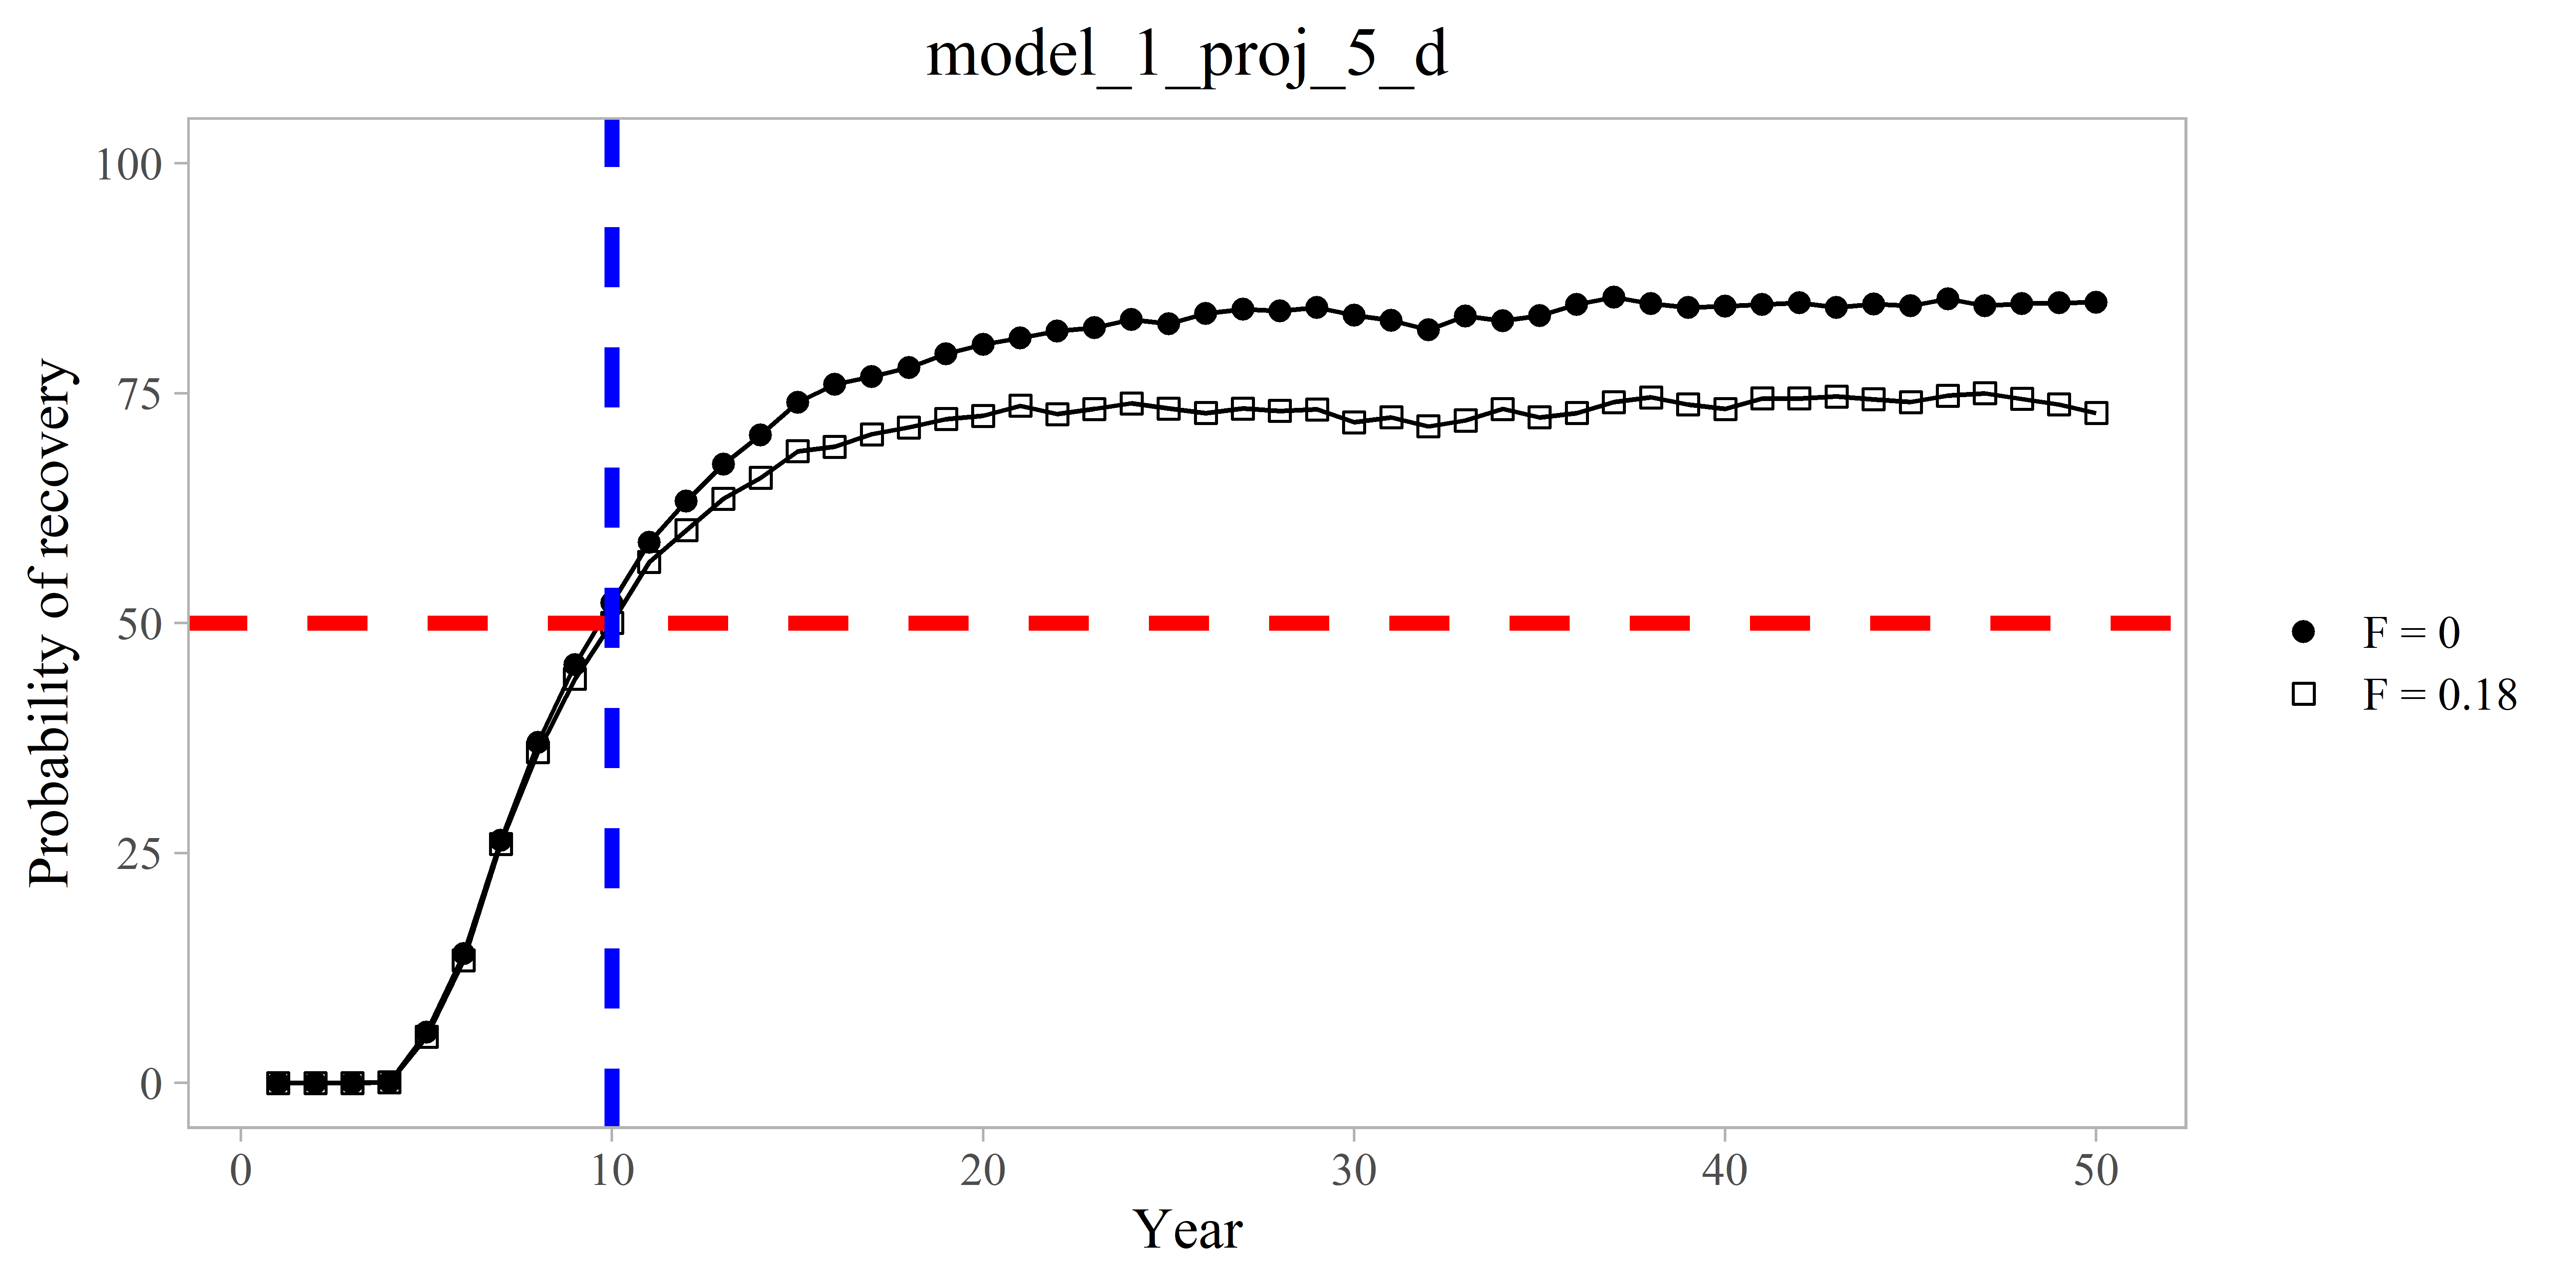 model_1_proj_5_d
Probability of recovery
100
75
50
25
0
0 10 20 30 40 50
Year
F = 0
F = 0.18